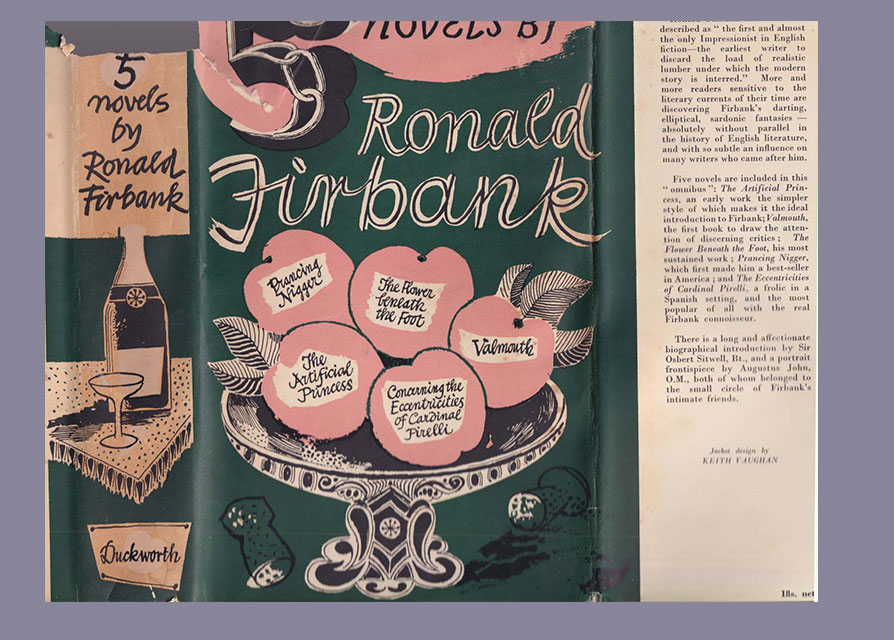 5
novels
by
Ronald
Firbank
Duckworth
5
NOVELS BY
Ronald
Firbank
Prancing
Nigger
The Flower
beneath
the Foot
Valmouth
The
Artificial
Princess
Concerning the
Eccentricities
of Cardinal
Pirelli
described as " the first and almost
the only Impressionist in English
fiction—the earliest writer to
discard the load of realistic
lumber under which the modern
story is interred." More and
more readers sensitive to the
literary currents of their time are
discovering Firbank's darting,
elliptical, sardonic fantasies —
absolutely without parallel in
the history of English literature,
and with so subtle an influence on
many writers who came after him.
Five novels are included in this
" omnibus ": The Artificial Prin-
cess, an early work the simpler
style of which makes it the ideal
introduction to Firbank; Valmouth,
the first book to draw the atten-
tion of discerning critics ; The
Flower Beneath the Foot, his most
sustained work ; Prancing Nigger,
which first made him a best-seller
in America ; and The Eccentricities
of Cardinal Pirelli, a frolic in a
Spanish setting, and the most
popular of all with the real
Firbank connoisseur.
There is a long and affectionate
biographical introduction by Sir
Osbert Sitwell, Bt., and a portrait
frontispiece by Augustus John,
O.M., both of whom belonged to
the small circle of Firbank's
intimate friends.
Jacket design by
KEITH VAUGHAN
18s. net